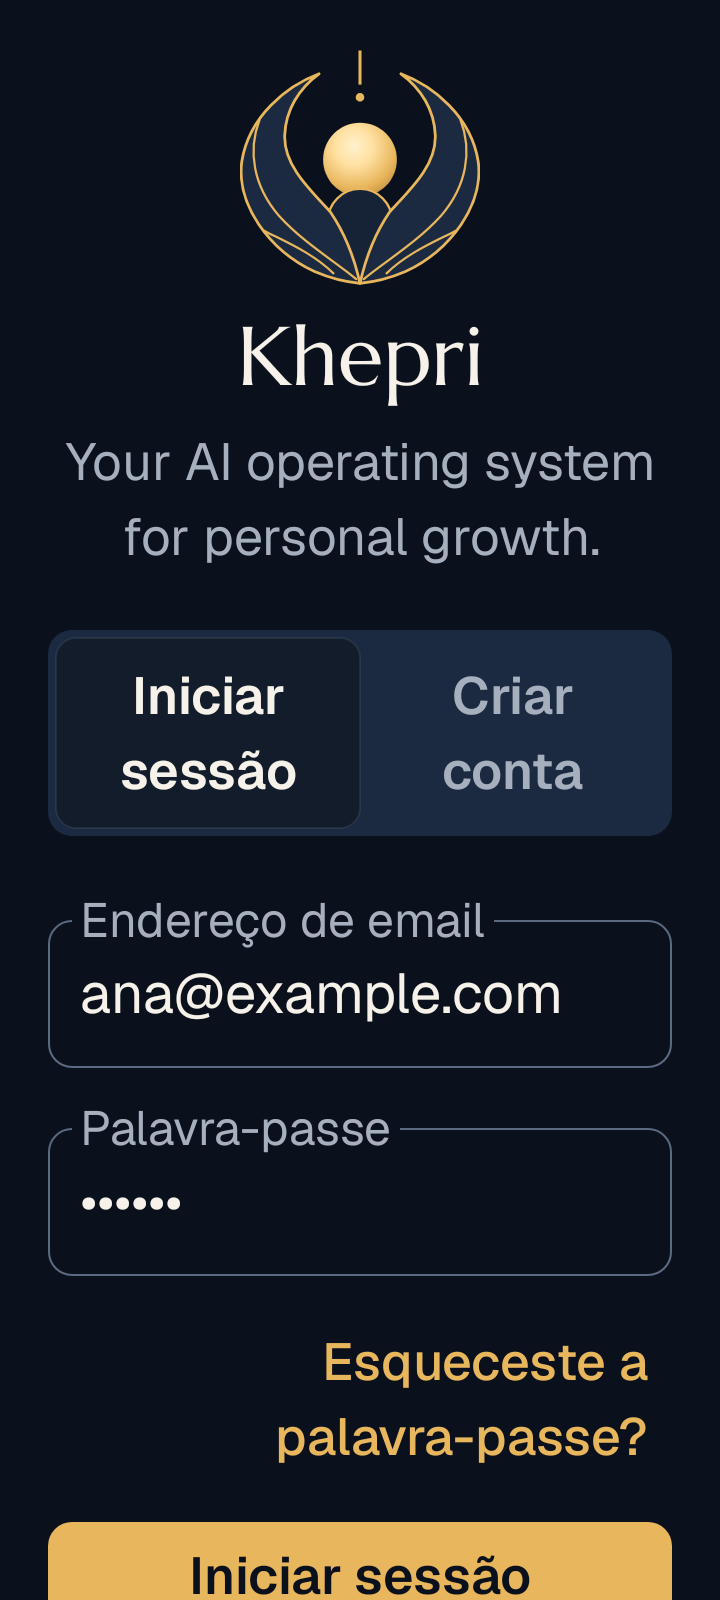 Khepri
Your AI operating system
for personal growth.
Iniciar
sessão
Criar
conta
Endereço de email
ana@example.com
Palavra-passe
••••••
Esqueceste a
palavra-passe?
Iniciar sessão